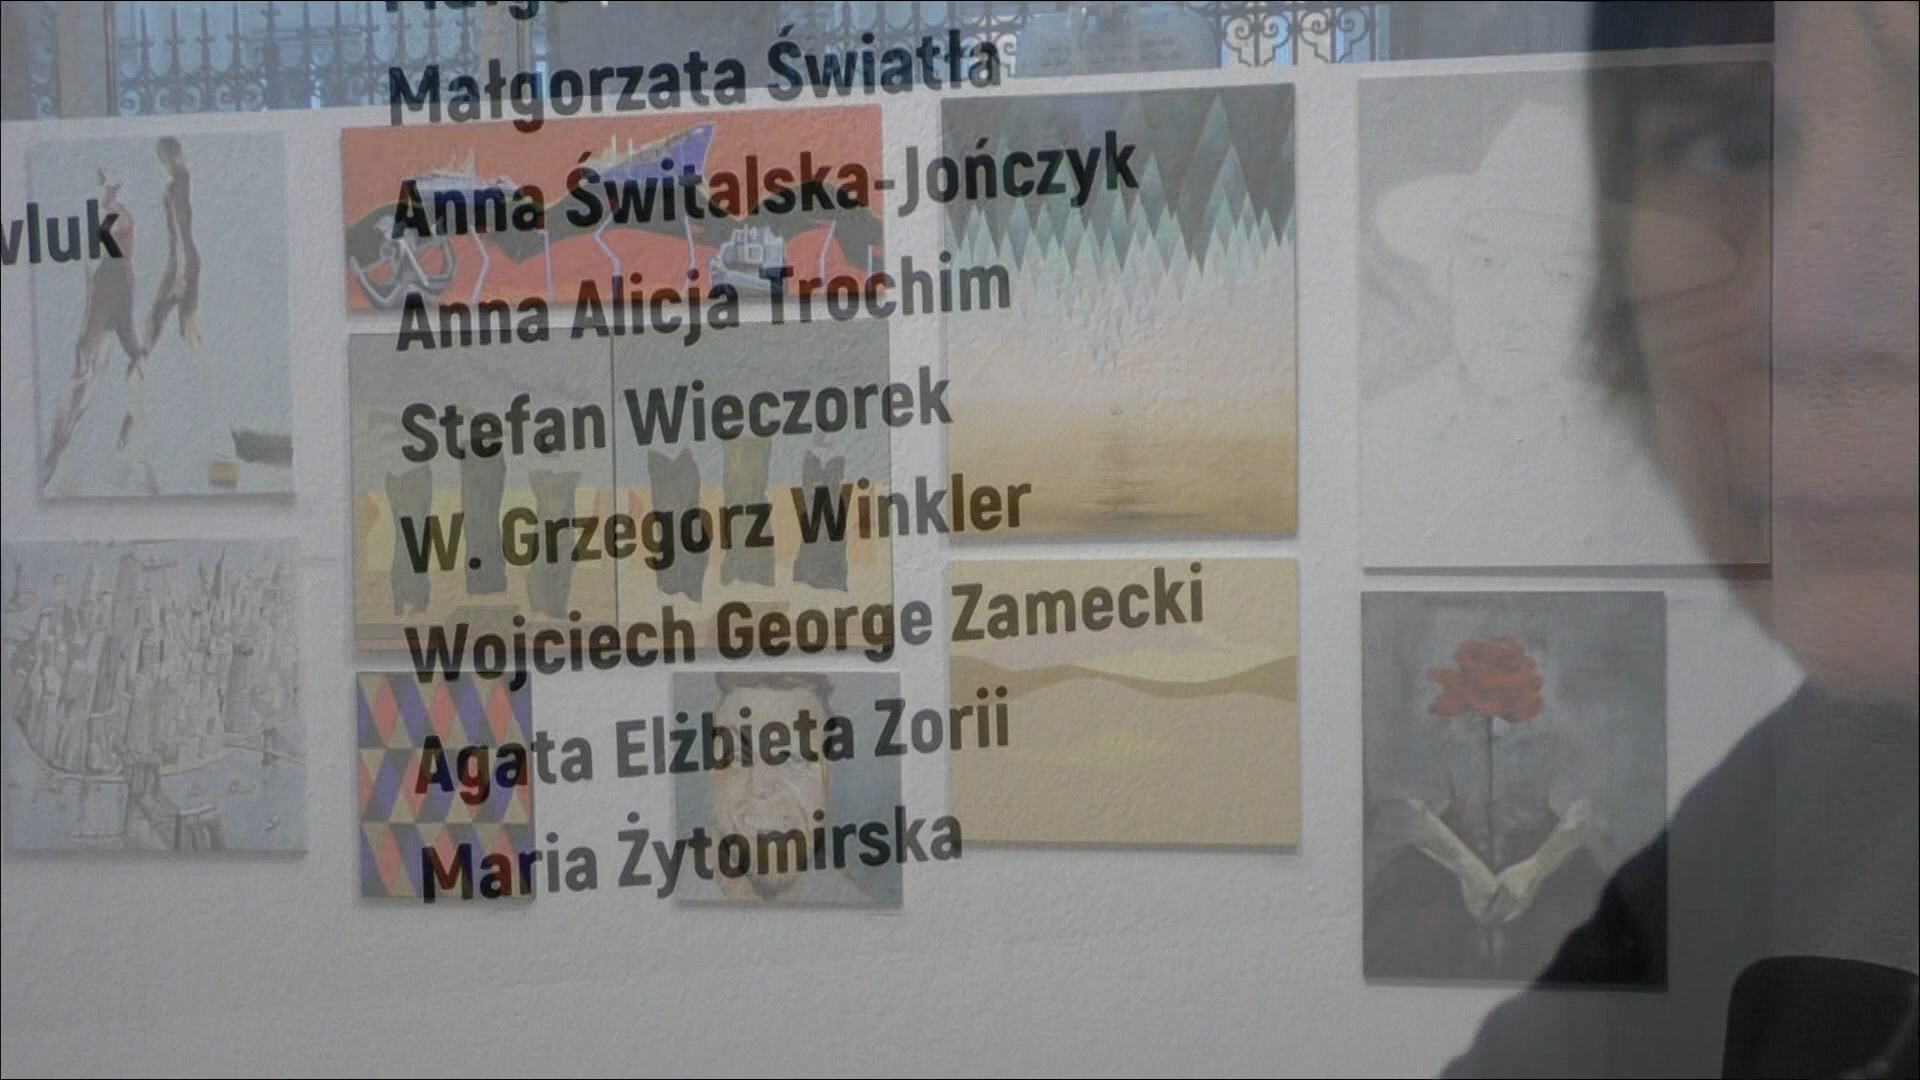 Małgorzata Światła
Anna Świtalska-Jończyk
Anna Alicja Trochim
Stefan Wieczorek
W. Grzegorz Winkler
Wojciech George Zamecki
Agata Elżbieta Zorii
Maria Żytomirska